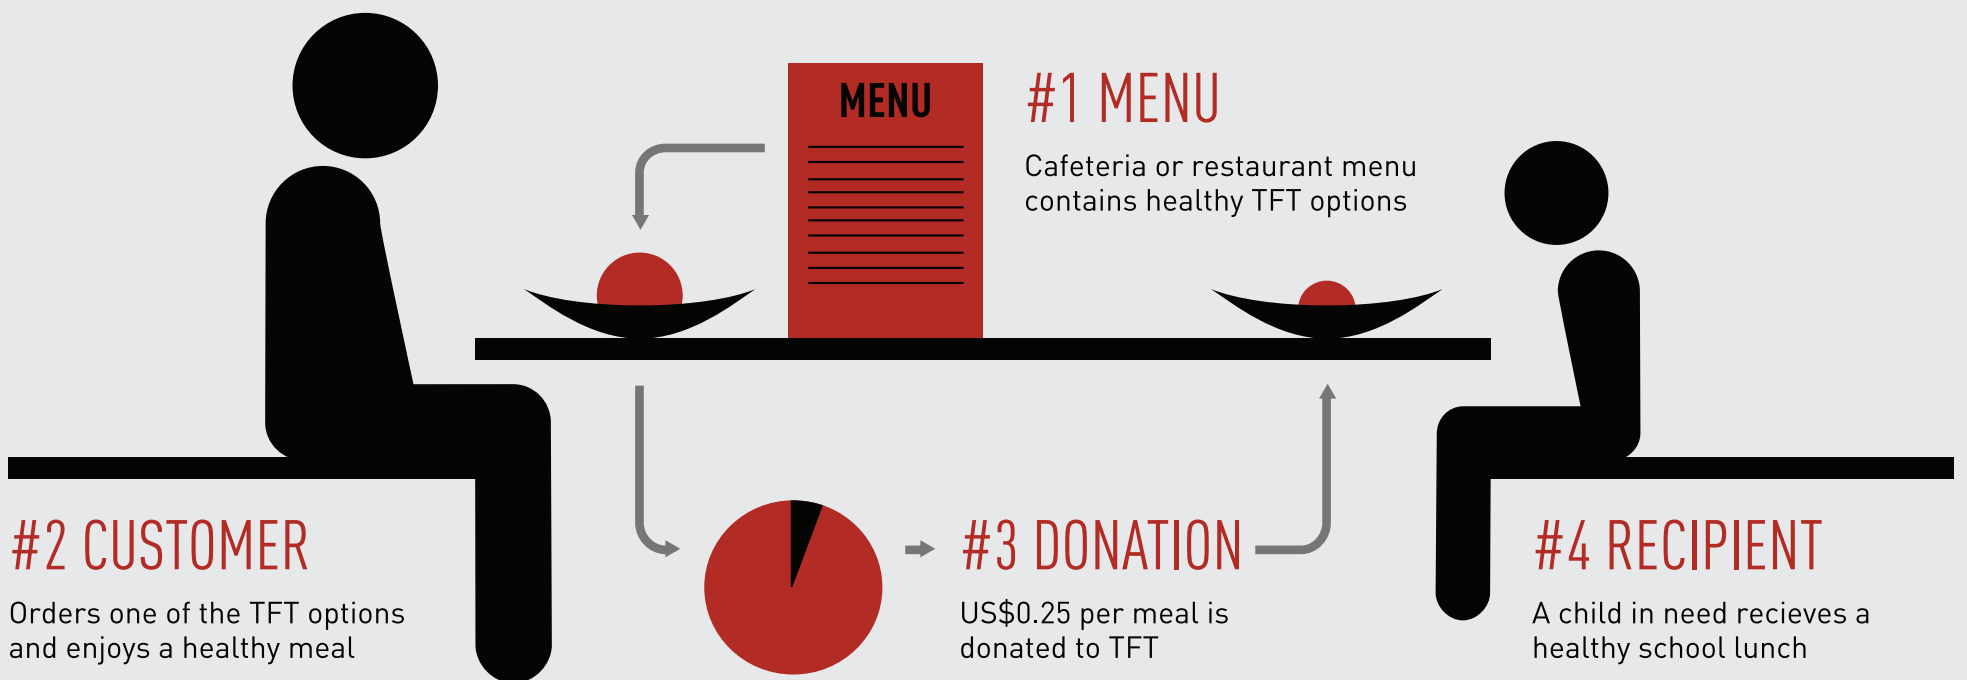 MENU
#1 MENU
Cafeteria or restaurant menu
contains healthy TFT options
#2 CUSTOMER
Orders one of the TFT options
and enjoys a healthy meal
#3 DONATION
US$0.25 per meal is
donated to TFT
#4 RECIPIENT
A child in need recieves a
healthy school lunch